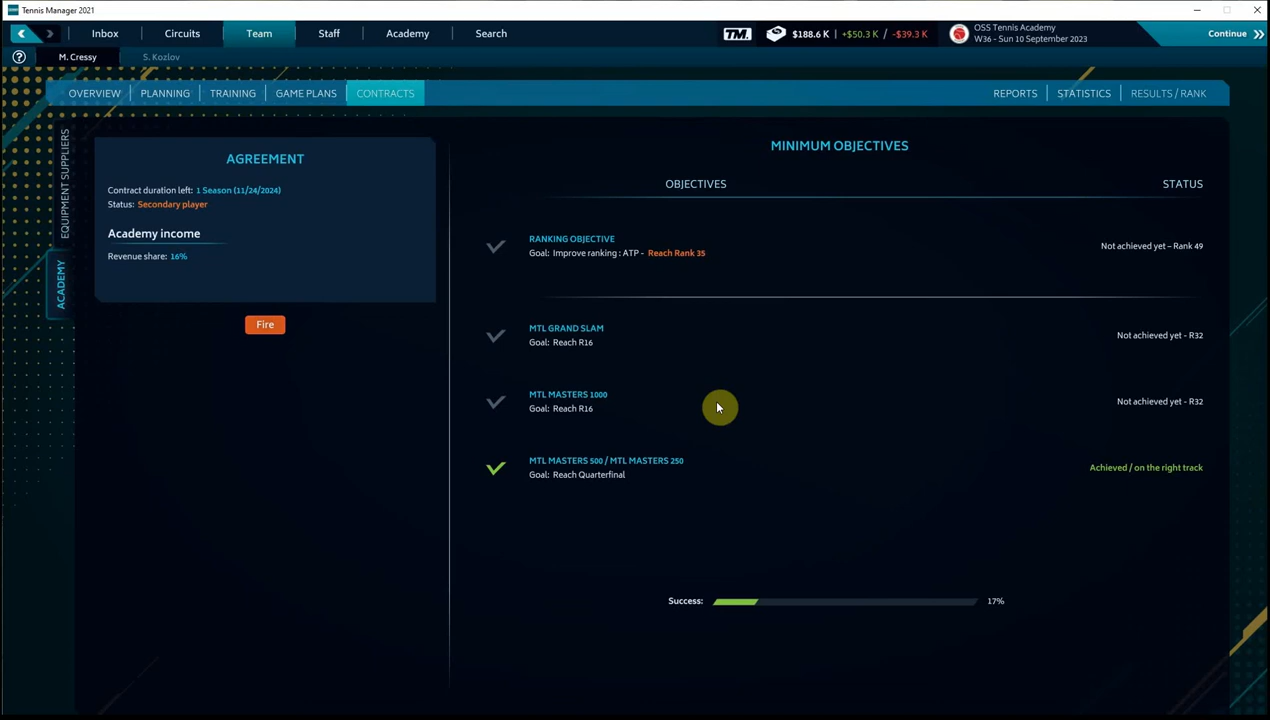 Tennis Manager 2021
Inbox
Circuits
Team
Staff
Academy
Search
TM.
$188.6 K | +$50.3 K / -$39.3 K
OSS Tennis Academy
W36 - Sun 10 September 2023
Continue
?
M. Cressy
S. Kozlov
OVERVIEW
PLANNING
TRAINING
GAME PLANS
CONTRACTS
REPORTS
STATISTICS
RESULTS / RANK
EQUIPMENT SUPPLIERS
ACADEMY
AGREEMENT
Contract duration left: 1 Season (11/24/2024)
Status: Secondary player
Academy income
Revenue share: 16%
Fire
MINIMUM OBJECTIVES
OBJECTIVES
STATUS
RANKING OBJECTIVE
Goal: Improve ranking : ATP - Reach Rank 35
Not achieved yet – Rank 49
MTL GRAND SLAM
Goal: Reach R16
Not achieved yet - R32
MTL MASTERS 1000
Goal: Reach R16
Not achieved yet - R32
MTL MASTERS 500 / MTL MASTERS 250
Goal: Reach Quarterfinal
Achieved / on the right track
Success:
17%